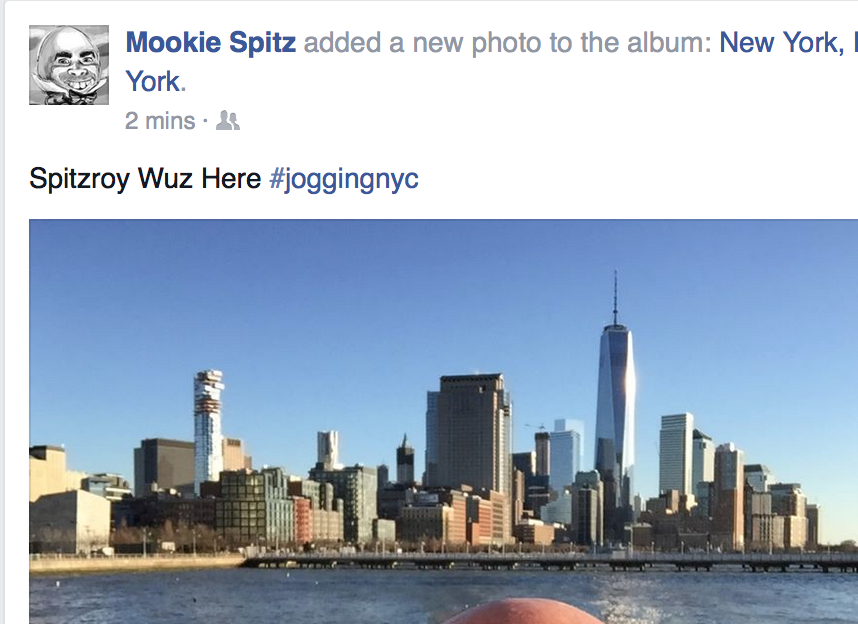 Mookie Spitz added a new photo to the album: New York,
York.
2 mins ·
Spitzroy Wuz Here #joggingnyc